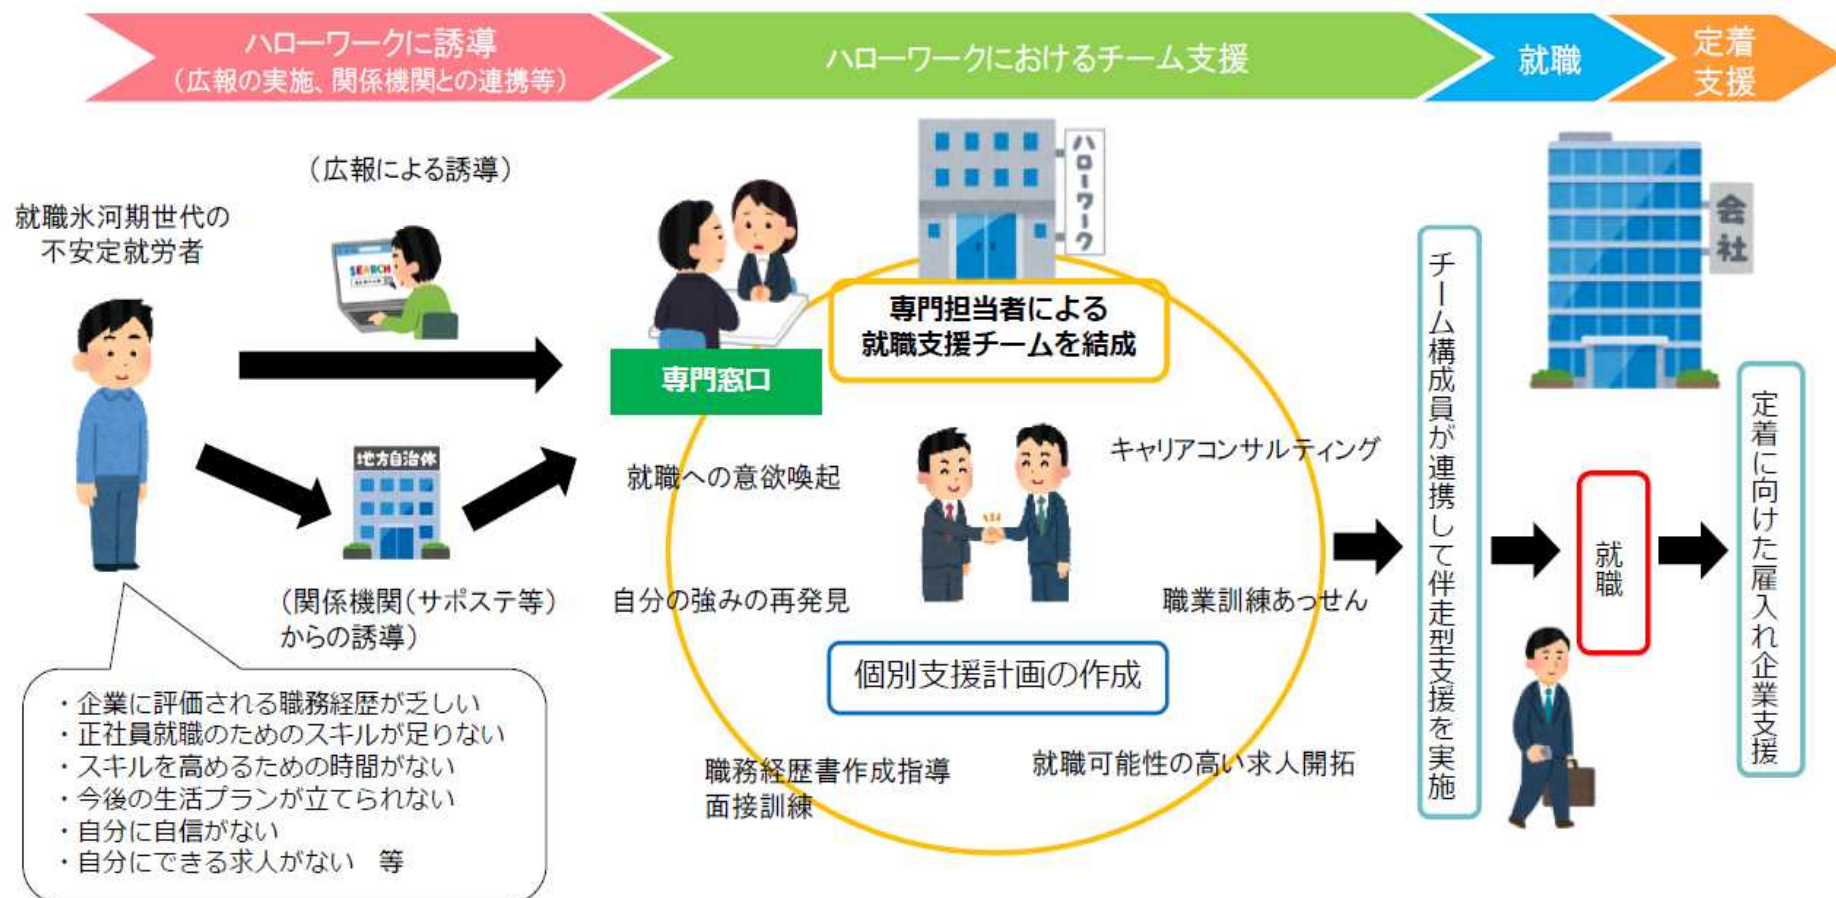 ハローワークに誘導
（広報の実施、関係機関との連携等）
ハローワークにおけるチーム支援
就職
定着
支援
（広報による誘導）
就職氷河期世代の
不安定就労者
SEARCH
地方自治体
（関係機関（サポステ等）
からの誘導）
・企業に評価される職務経歴が乏しい
・正社員就職のためのスキルが足りない
・スキルを高めるための時間がない
・今後の生活プランが立てられない
・自分に自信がない
・自分にできる求人がない　等
ハローワーク
専門担当者による
就職支援チームを結成
専門窓口
就職への意欲喚起
キャリアコンサルティング
自分の強みの再発見
職業訓練あっせん
個別支援計画の作成
職務経歴書作成指導
面接訓練
就職可能性の高い求人開拓
チーム構成員が連携して伴走型支援を実施
会社
就職
定着に向けた雇入れ企業支援